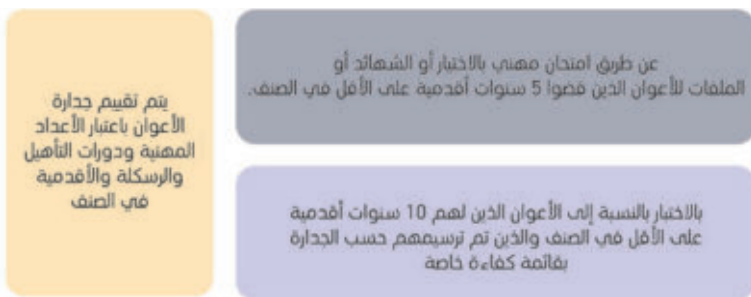 يتم تقييم جدارة
الأعوان باعتبار الأعداد
المهنية ودورات التأهيل
والرسكلة والأقدمية
في الصنف
عن طريق امتحان مهني بالاختبار أو الشهائد أو
الملفات للأعوان الذين قضوا 5 سنوات أقدمية على الأقل في الصنف.
بالاختيار بالنسبة إلى الأعوان الذين لهم 10 سنوات أقدمية
على الأقل في الصنف والذين تم ترسيمهم حسب الجدارة
بقائمة كفاءة خاصة